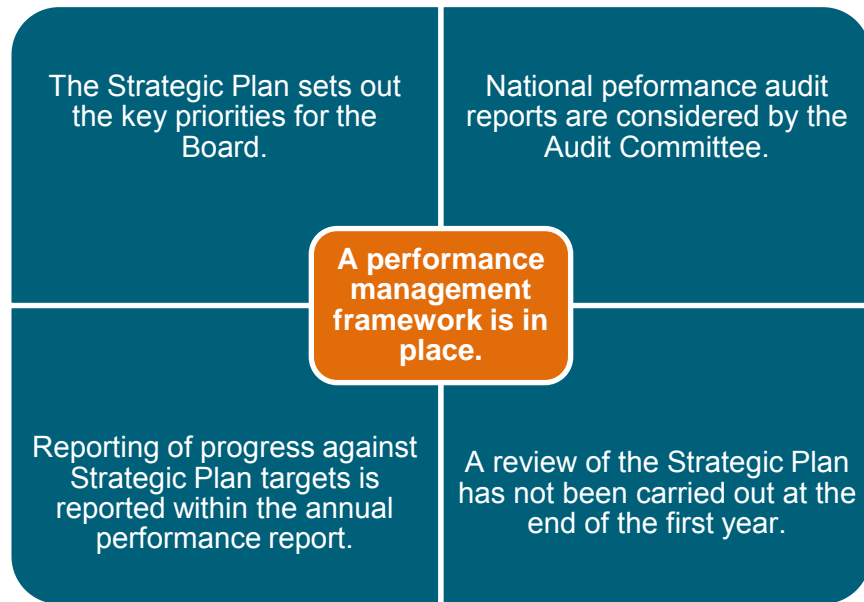 The Strategic Plan sets out
the key priorities for the
Board.
National peformance audit
reports are considered by the
Audit Committee.
A performance
management
framework is in
place.
Reporting of progress against
Strategic Plan targets is
reported within the annual
performance report.
A review of the Strategic Plan
has not been carried out at the
end of the first year.